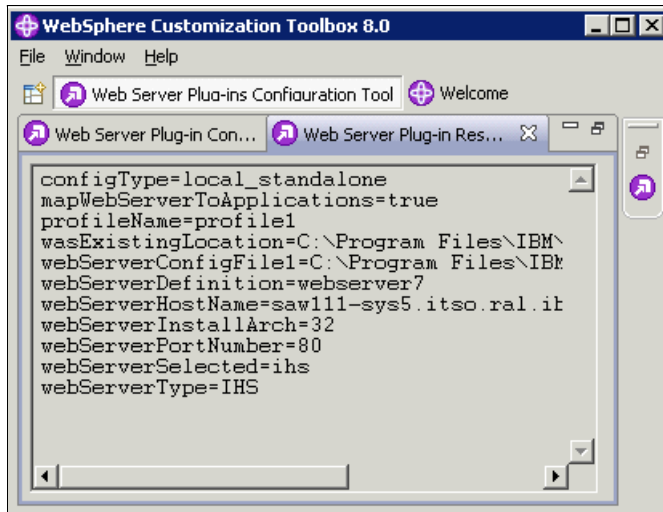 WebSphere Customization Toolbox 8.0
File Window Help
Web Server Plug-ins Configuration Tool Welcome
Web Server Plug-in Con... Web Server Plug-in Res...
configType=local_standalone
mapWebServerToApplications=true
profileName=profile1
wasExistingLocation=C:\Program Files\IBM\
webServerConfigFile1=C:\Program Files\IBM
webServerDefinition=webserver7
webServerHostName=saw111-sys5.itso.ral.ib
webServerInstallArch=32
webServerPortNumber=80
webServerSelected=ihs
webServerType=IHS